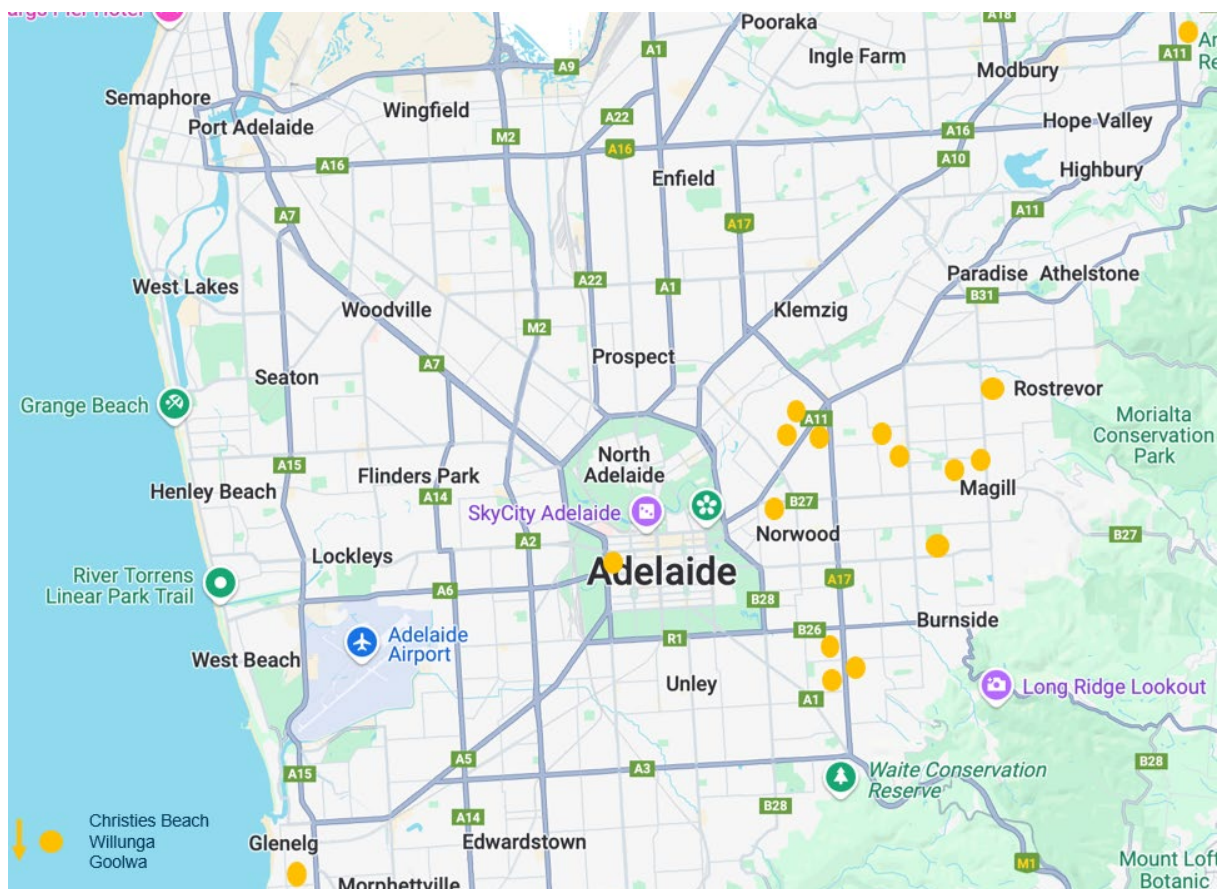 Pooraka
A18
A1
Ingle Farm
A11
Modbury
A9
Semaphore
Wingfield
A22
Port Adelaide
M2
Hope Valley
A16
A16
A16
A10
Highbury
Enfield
A11
A7
A17
Paradise
Athelstone
West Lakes
A22
A1
B31
Woodville
Klemzig
M2
Prospect
A7
Seaton
Rostrevor
Grange Beach
A11
Morialta
Conservation
Park
North
Adelaide
A15
Flinders Park
Henley Beach
A14
Magill
SkyCity Adelaide
B27
Norwood
B27
A2
Lockleys
Adelaide
River Torrens
Linear Park Trail
A6
A17
B28
Burnside
Adelaide
Airport
R1
B26
West Beach
Unley
Long Ridge Lookout
A1
A5
A15
A3
Waite Conservation
Reserve
B28
B28
A14
Christies Beach
Willunga
Goolwa
Glenelg
Edwardstown
M1
Mount Loft
Botanic
Morphettville